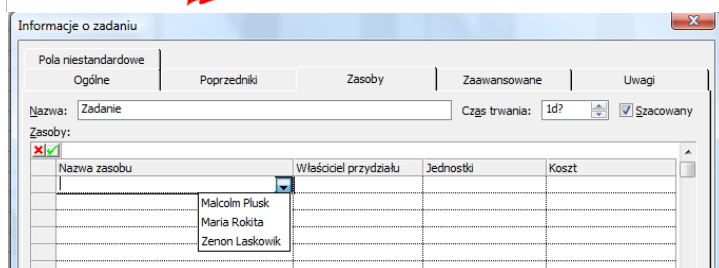 Informacje o zadaniu
Pola niestandardowe
Ogólne Poprzedniki Zasoby Zaawansowane Uwagi
Nazwa: Zadanie Czas trwania: 1d? Szacowany
Zasoby:
Nazwa zasobu Właściciel przydziału Jednostki Koszt
Malcolm Plusk
Maria Rokita
Zenon Laskowik